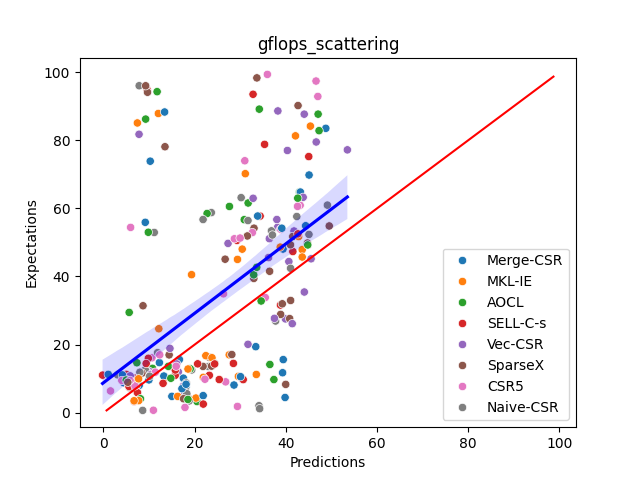 gflops_scattering
100
80
60
40
20
0
Expectations
0 20 40 60 80 100
Predictions
Merge-CSR
MKL-IE
AOCL
SELL-C-s
Vec-CSR
SparseX
CSR5
Naive-CSR